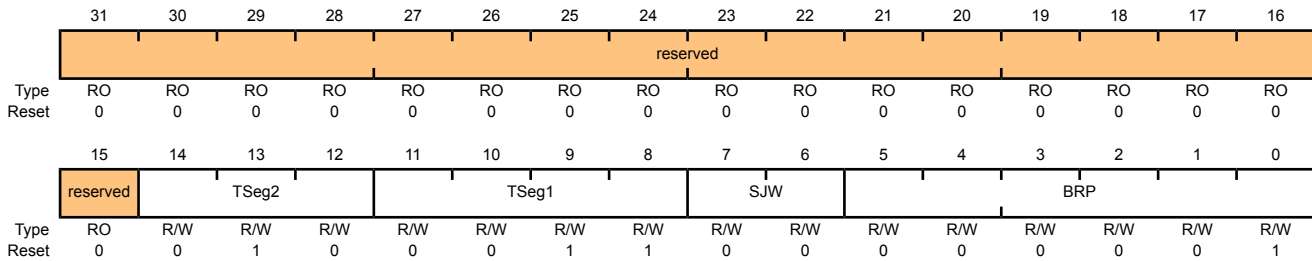 31 30 29 28 27 26 25 24 23 22 21 20 19 18 17 16
reserved
Type RO RO RO RO RO RO RO RO RO RO RO RO RO RO RO RO
Reset 0 0 0 0 0 0 0 0 0 0 0 0 0 0 0 0
15 14 13 12 11 10 9 8 7 6 5 4 3 2 1 0
reserved TSeg2 TSeg1 SJW BRP
Type RO R/W R/W R/W R/W R/W R/W R/W R/W R/W R/W R/W R/W R/W R/W R/W
Reset 0 0 1 0 0 0 1 1 0 0 0 0 0 0 0 1